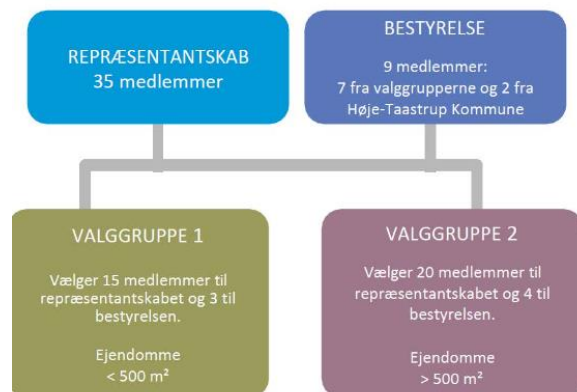 REPRÆSENTANTSKAB
35 medlemmer
BESTYRELSE
9 medlemmer:
7 fra valggrupperne og 2 fra
Høje-Taastrup Kommune
VALGGRUPPE 1
Vælger 15 medlemmer til
repræsentantskabet og 3 til
bestyrelsen.
Ejendomme
< 500 m²
VALGGRUPPE 2
Vælger 20 medlemmer til
repræsentantskabet og 4 til
bestyrelsen.
Ejendomme
> 500 m²